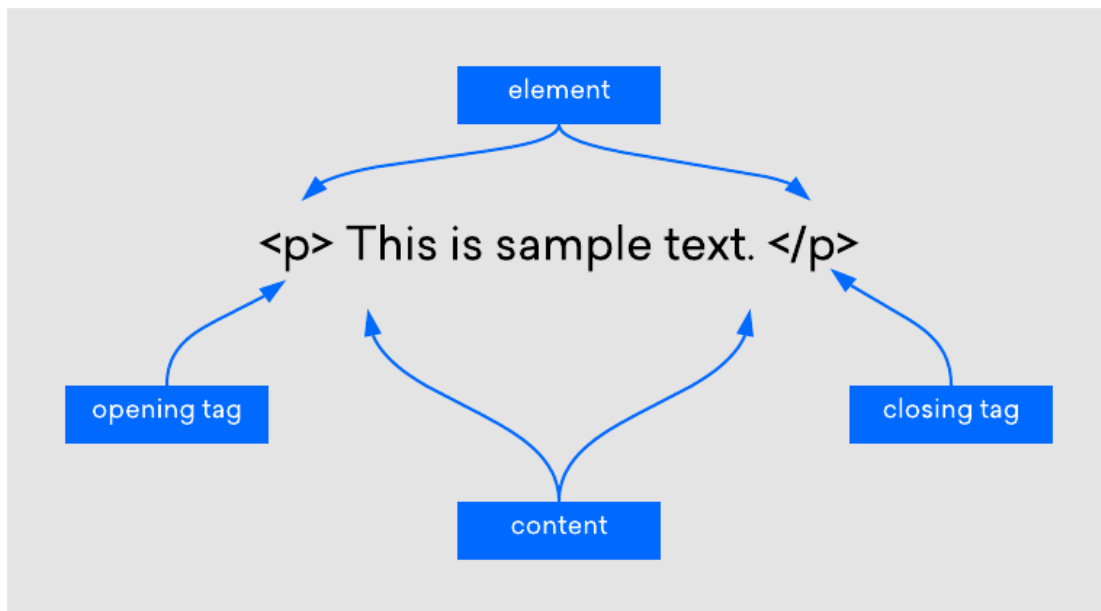 element
<p> This is sample text. </p>
opening tag
closing tag
content